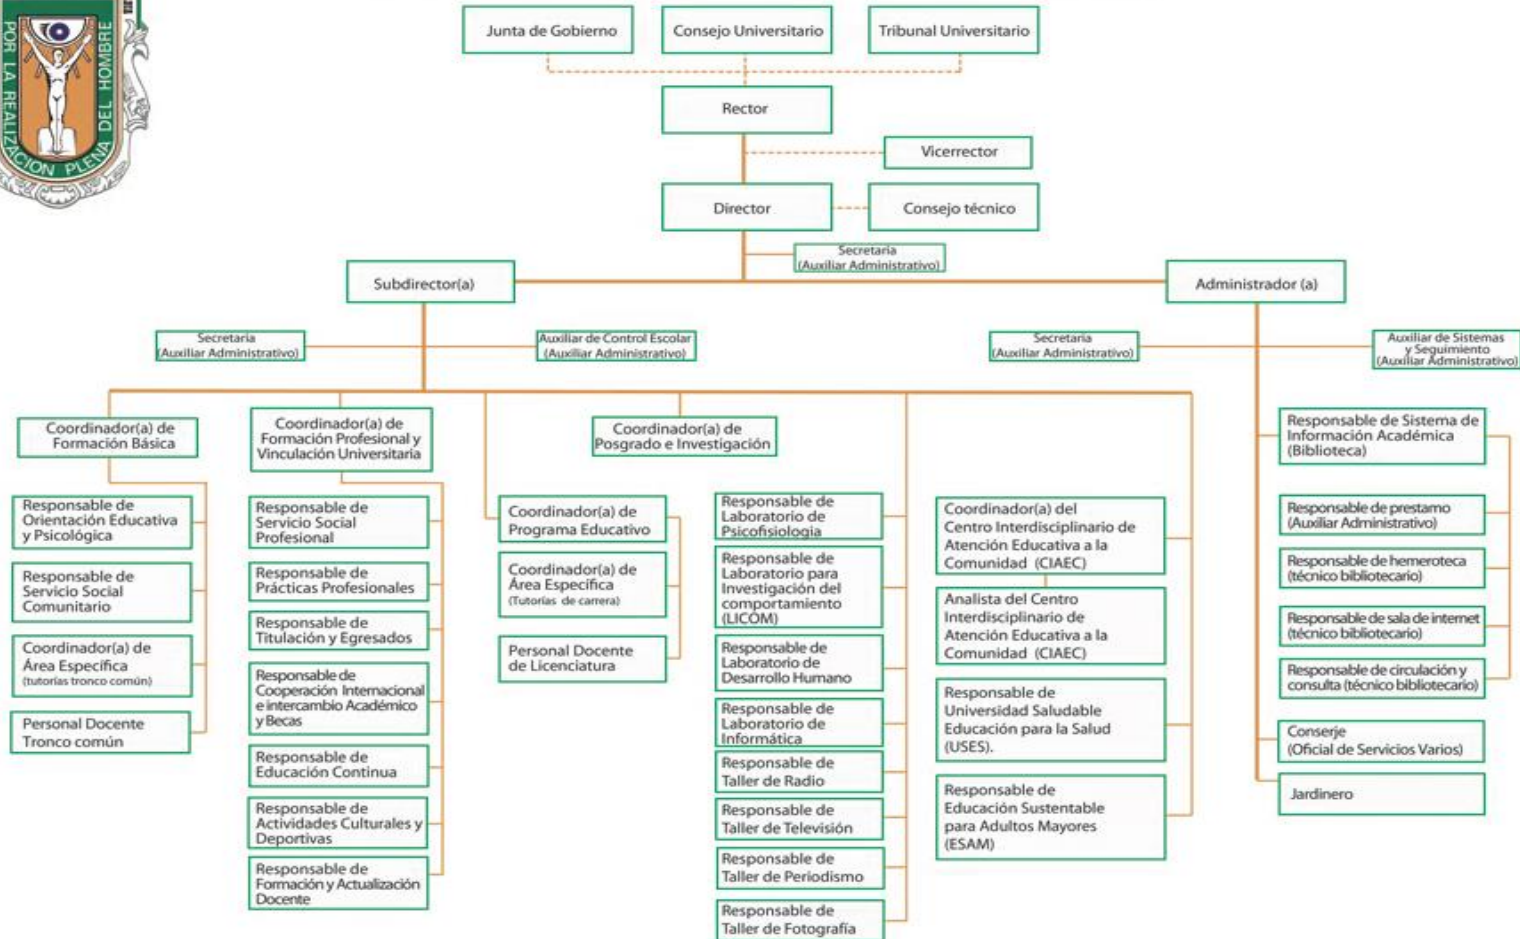 POR LA REALIZACION PLENA DEL HOMBRE
Junta de Gobierno
Consejo Universitario
Tribunal Universitario
Rector
Vicerrector
Director
Consejo técnico
Secretaria
(Auxiliar Administrativo)
Subdirector(a)
Administrador (a)
Secretaria
(Auxiliar Administrativo)
Auxiliar de Control Escolar
(Auxiliar Administrativo)
Secretaria
(Auxiliar Administrativo)
Auxiliar de Sistemas
y Seguimiento
(Auxiliar Administrativo)
Coordinador(a) de
Formación Básica
Responsable de
Orientación Educativa
y Psicológica
Responsable de
Servicio Social
Comunitario
Coordinador(a) de
Área Específica
(tutorías tronco común)
Personal Docente
Tronco común
Coordinador(a) de
Formación Profesional y
Vinculación Universitaria
Responsable de
Servicio Social
Profesional
Responsable de
Prácticas Profesionales
Responsable de
Titulación y Egresados
Responsable de
Cooperación Internacional
e intercambio Académico
y Becas
Responsable de
Educación Continua
Responsable de
Actividades Culturales y
Deportivas
Responsable de
Formación y Actualización
Docente
Coordinador(a) de
Programa Educativo
Coordinador(a) de
Área Específica
(Tutorías de carrera)
Personal Docente
de Licenciatura
Coordinador(a) de
Posgrado e Investigación
Responsable de
Laboratorio de
Psicofisiologia
Responsable de
Laboratorio para
Investigación del
comportamiento
(LICOM)
Responsable de
Laboratorio de
Desarrollo Humano
Responsable de
Laboratorio de
Informática
Responsable de
Taller de Radio
Responsable de
Taller de Televisión
Responsable de
Taller de Periodismo
Responsable de
Taller de Fotografía
Coordinador(a) del
Centro Interdisciplinario de
Atención Educativa a la
Comunidad (CIAEC)
Analista del Centro
Interdisciplinario de
Atención Educativa a la
Comunidad (CIAEC)
Responsable de
Universidad Saludable
Educación para la Salud
(USES).
Responsable de
Educación Sustentable
para Adultos Mayores
(ESAM)
Responsable de Sistema de
Información Académica
(Biblioteca)
Responsable de prestamo
(Auxiliar Administrativo)
Responsable de hemeroteca
(técnico bibliotecario)
Responsable de sala de internet
(técnico bibliotecario)
Responsable de circulación y
consulta (técnico bibliotecario)
Conserje
(Oficial de Servicios Varios)
Jardinero